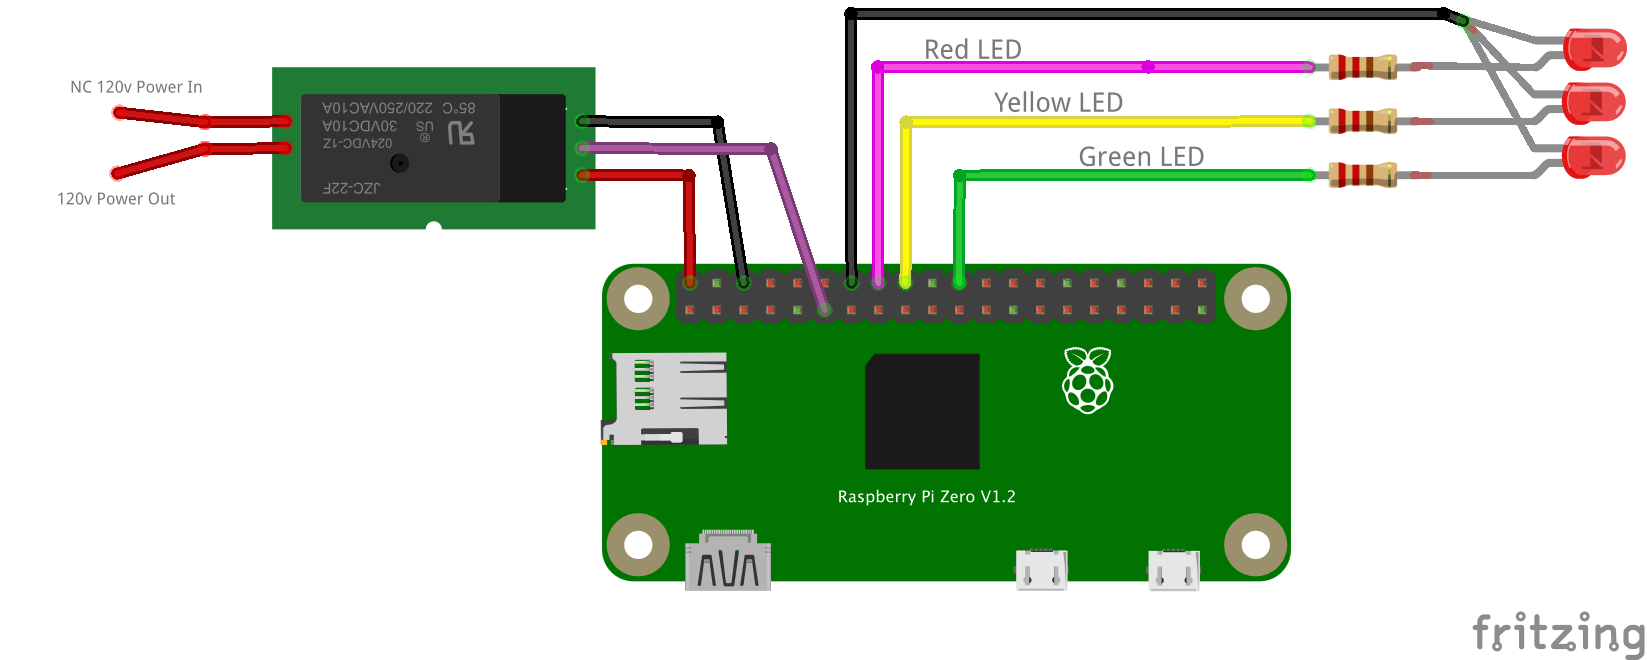 Red LED
NC 120v Power In
Yellow LED
85°C 220/250VAC10A
US 30VDC10A
®
024VDC-1Z
Green LED
JZC-22F
120v Power Out
Raspberry Pi Zero V1.2
fritzing